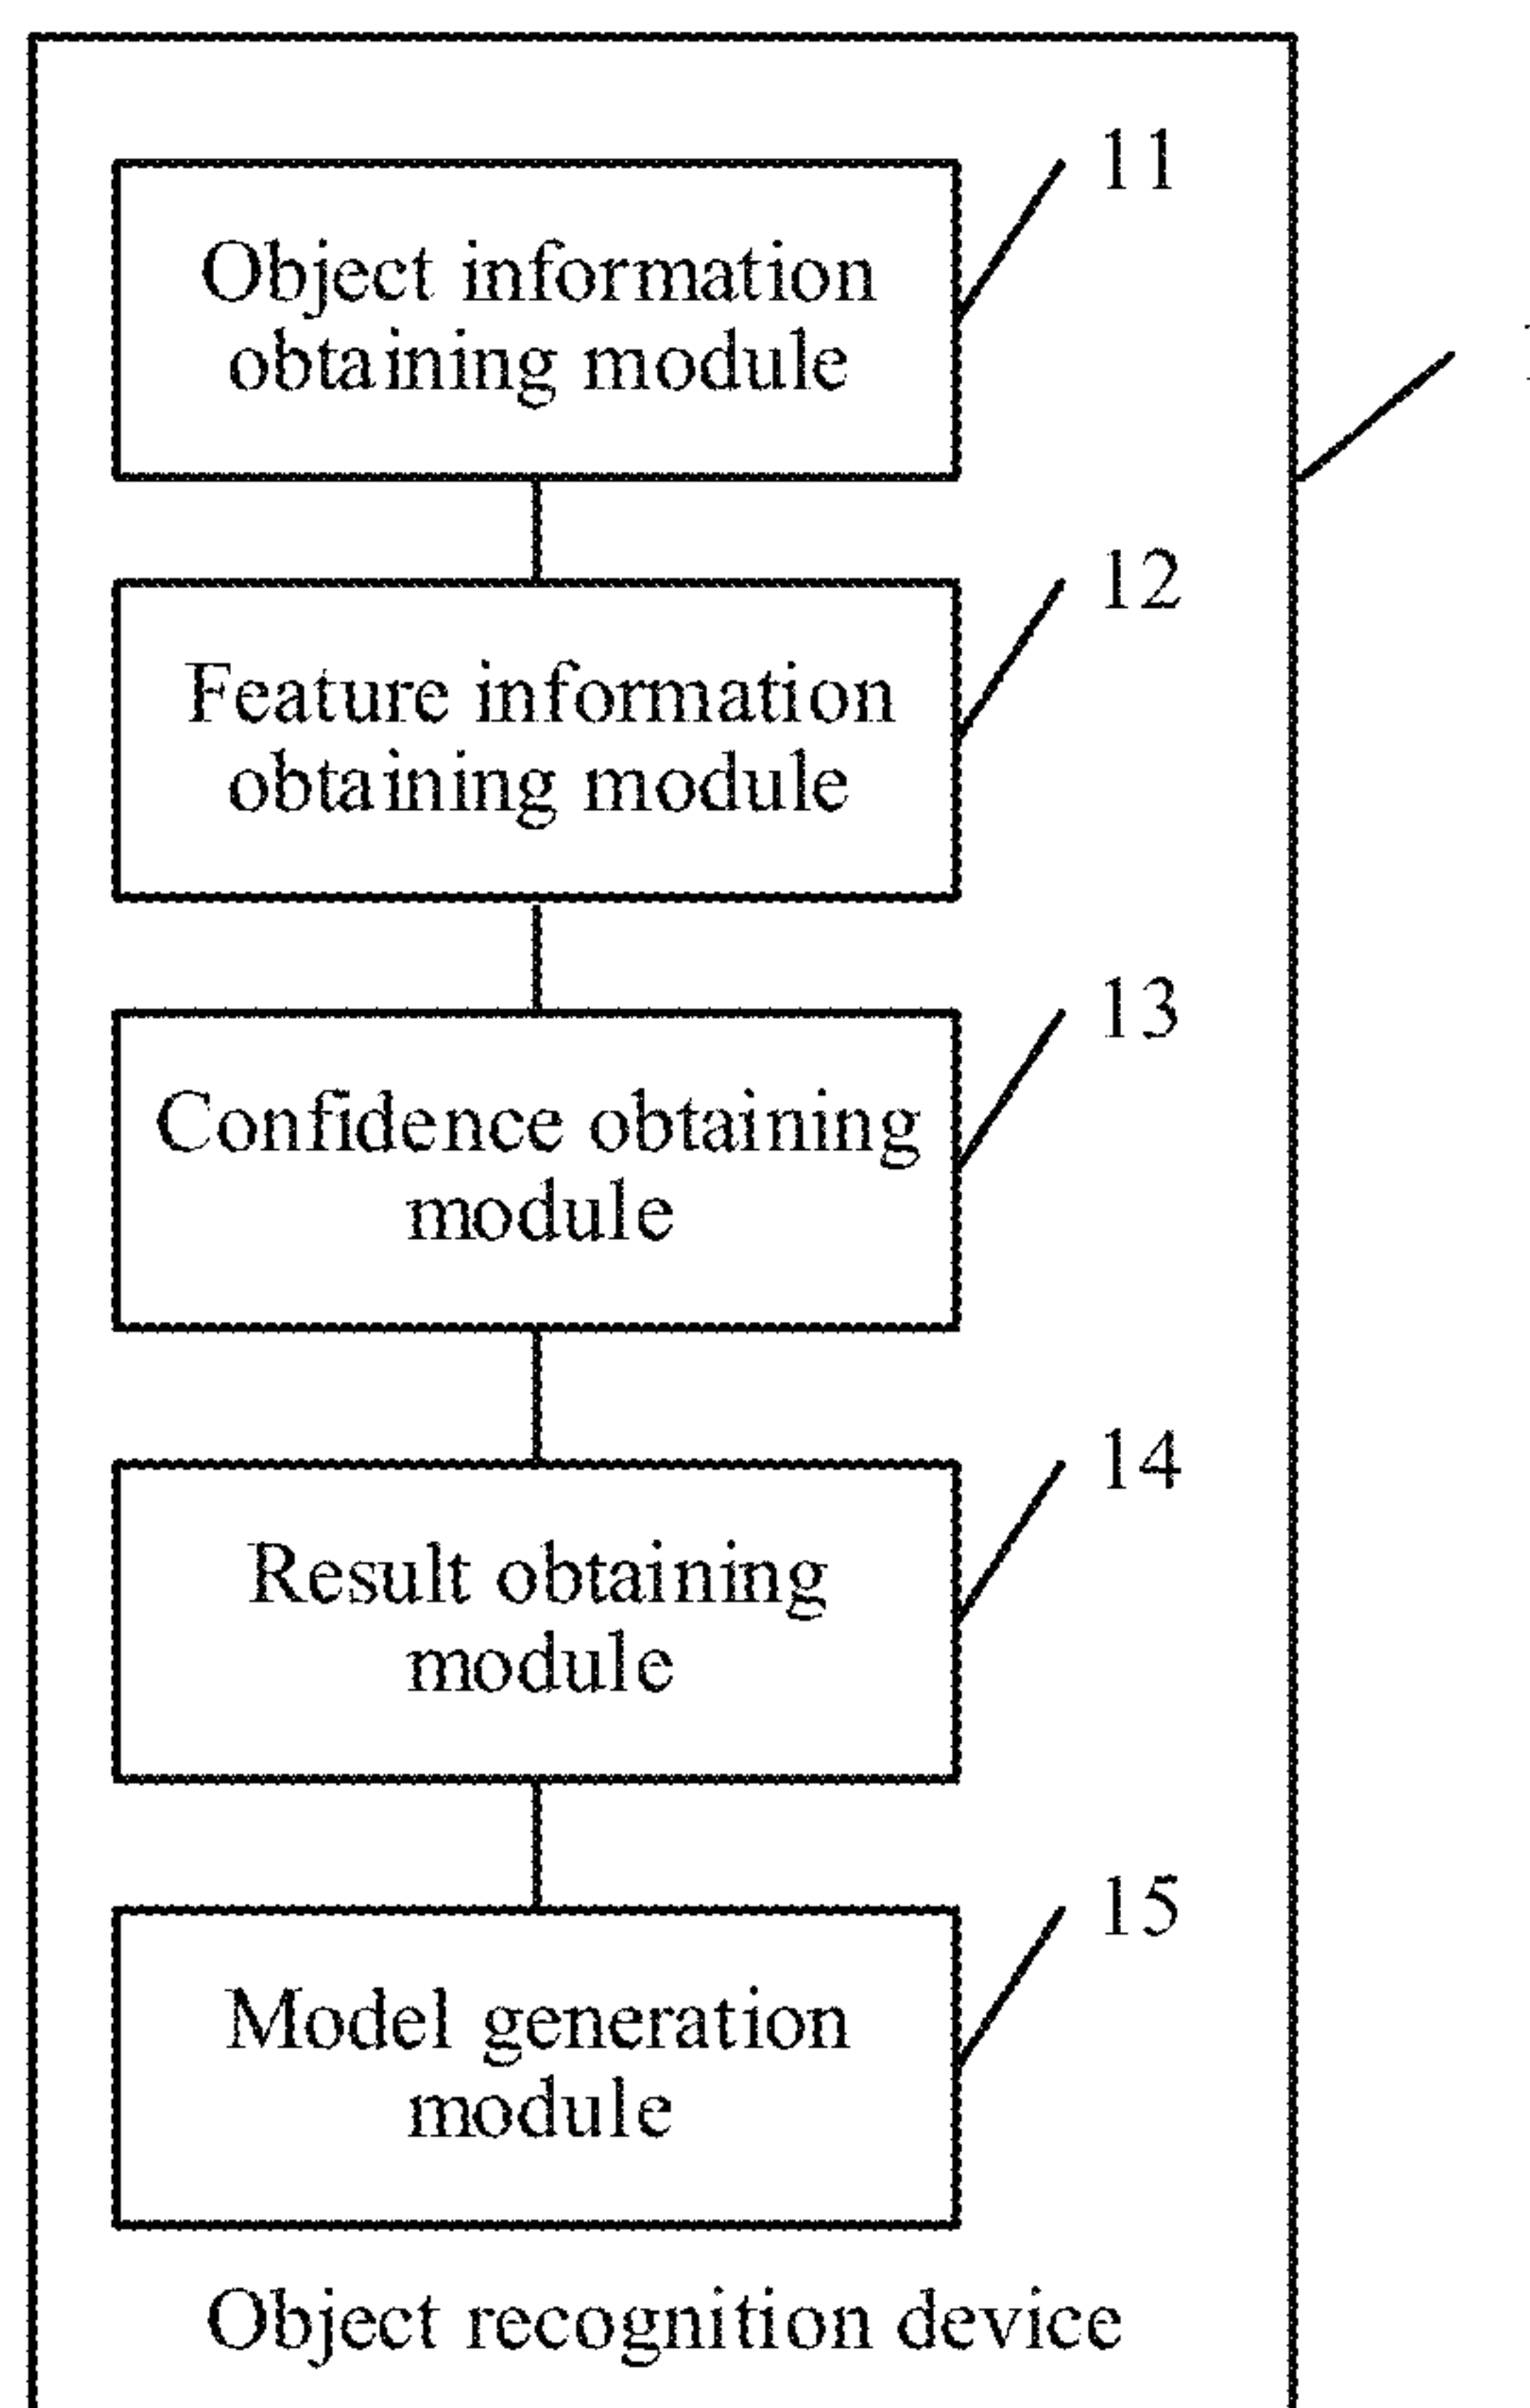 11
Object information
obtaining module
12
Feature information
obtaining module
13
Confidence obtaining
module
14
Result obtaining
module
15
Model generation
module
Object recognition device